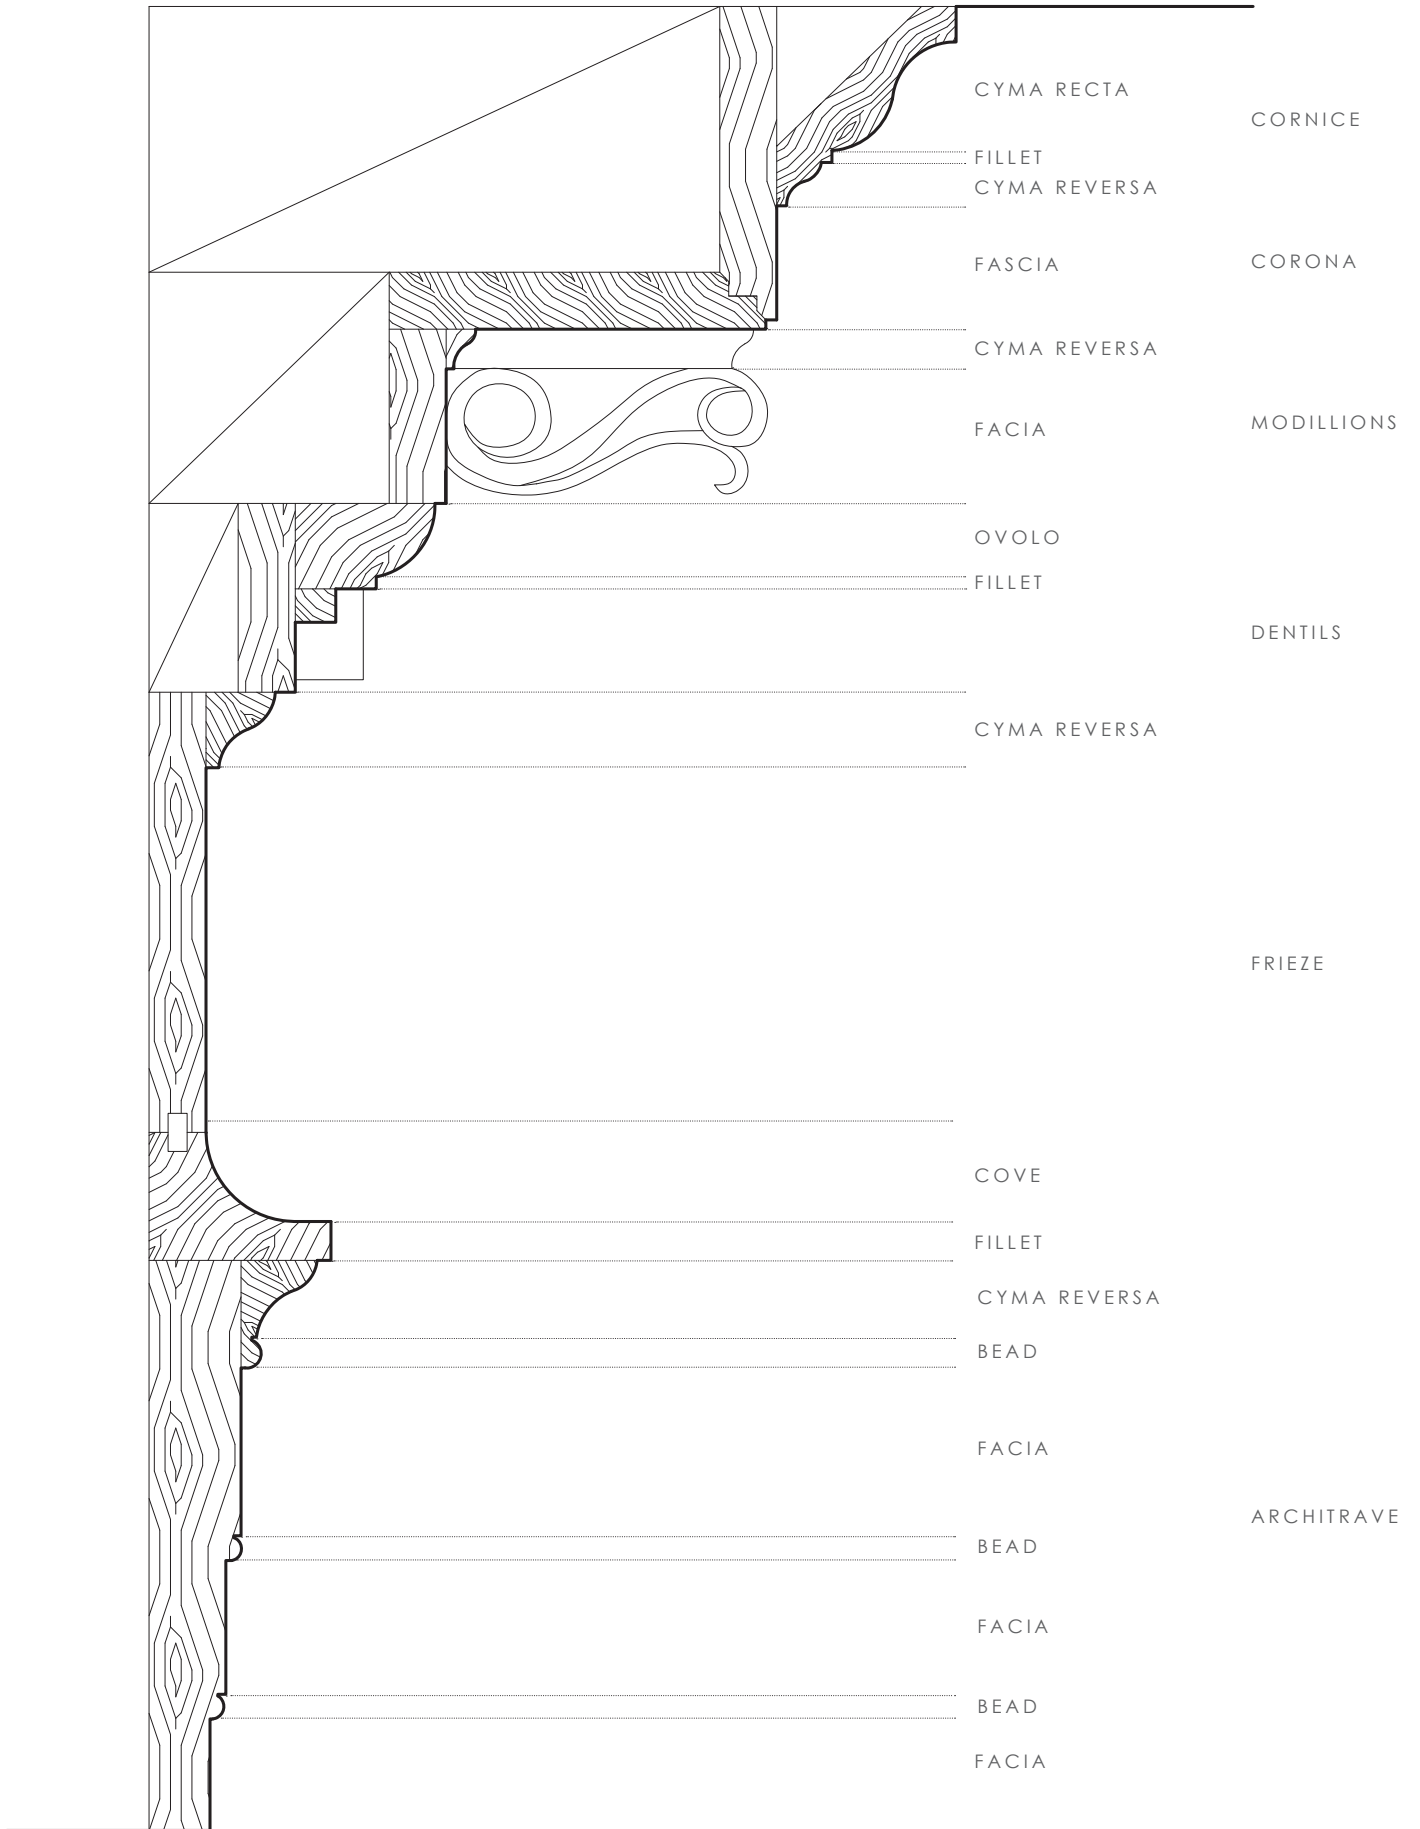 CYMA RECTA
CORNICE
FILLET
CYMA REVERSA
FASCIA
CORONA
CYMA REVERSA
FACIA
MODILLIONS
OVOLO
FILLET
DENTILS
CYMA REVERSA
FRIEZE
COVE
FILLET
CYMA REVERSA
BEAD
FACIA
ARCHITRAVE
BEAD
FACIA
BEAD
FACIA